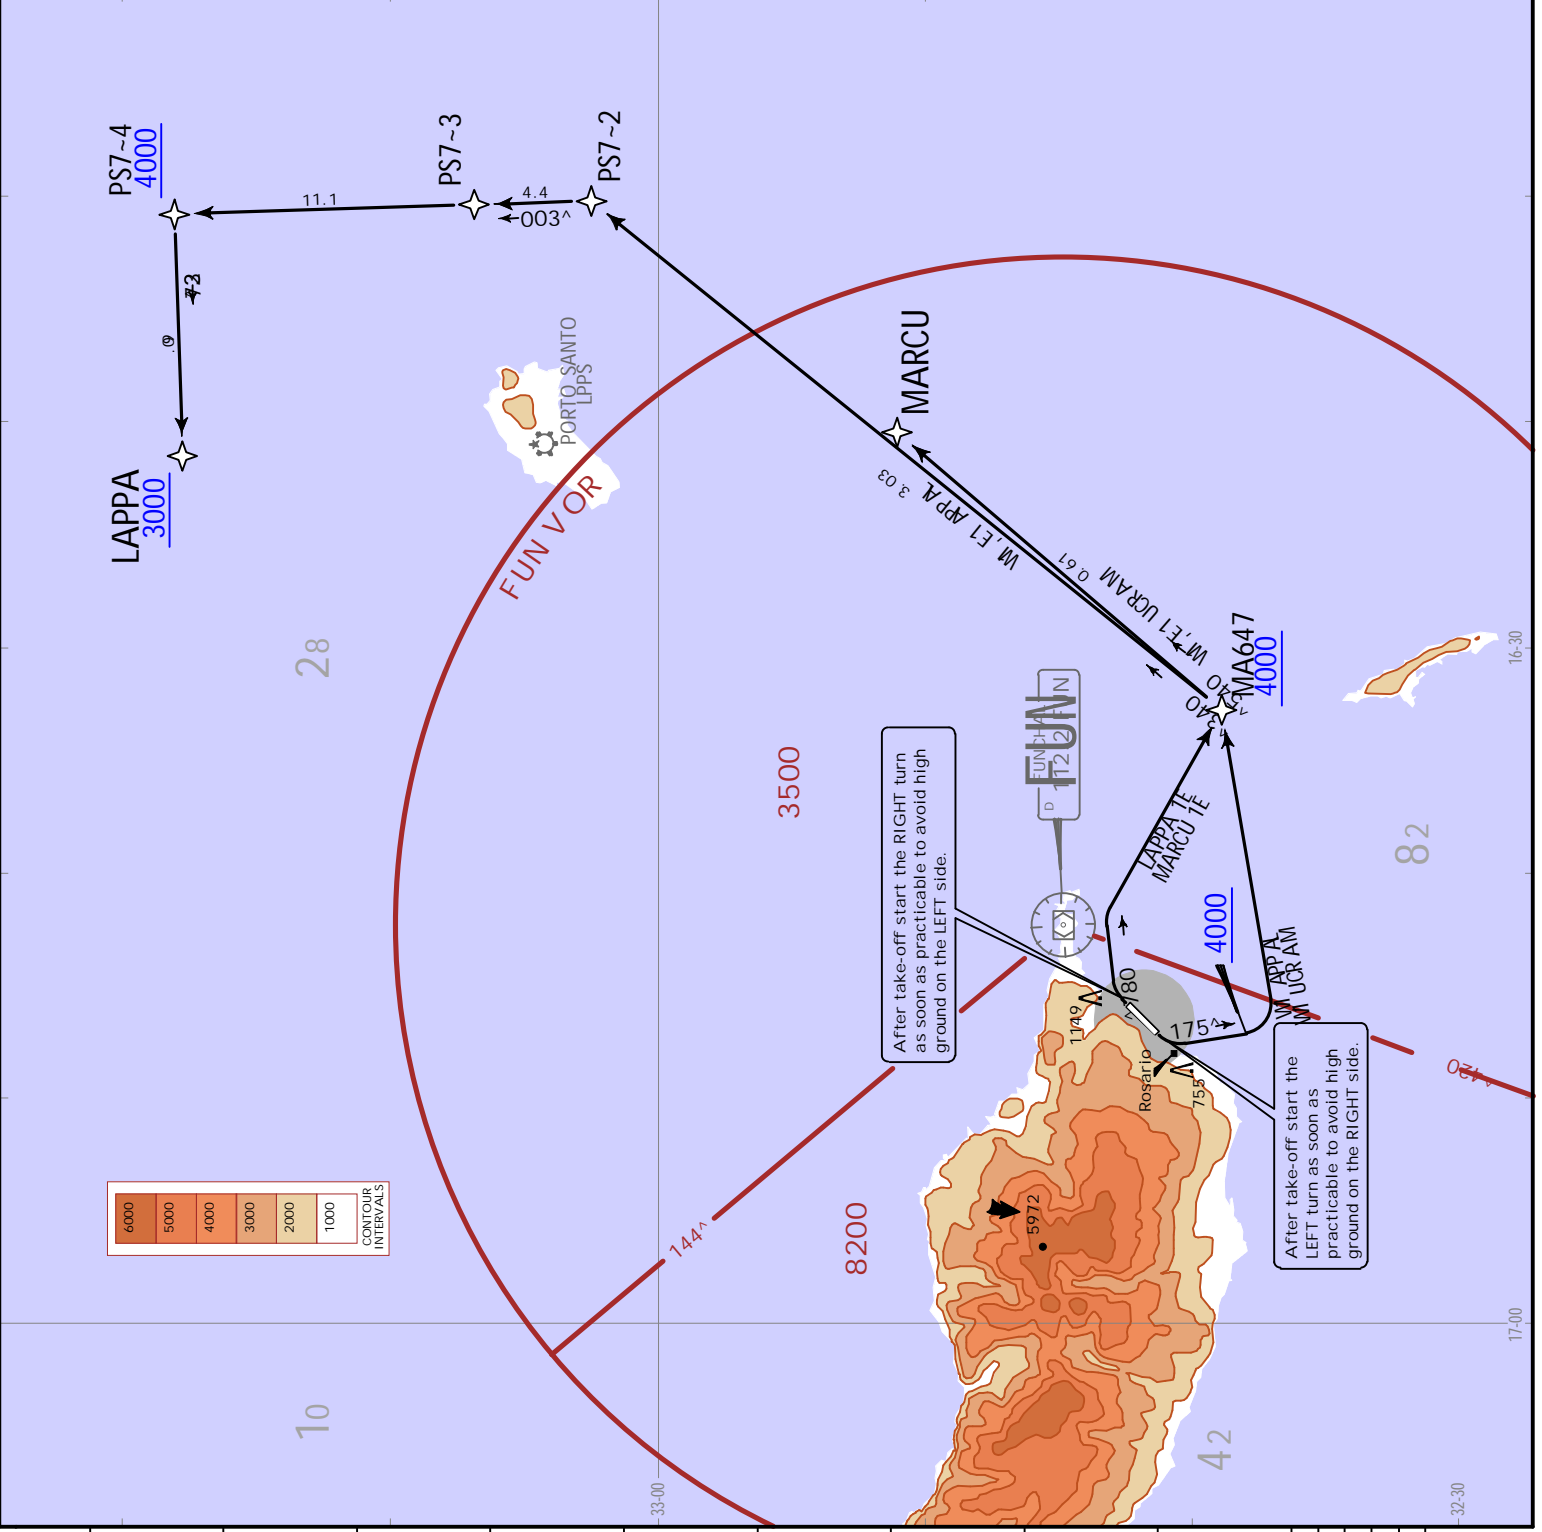 PS7~4
4000
11.1
PS7~3
4.4
003^
PS7~2
LAPPA
3000
PORTO SANTO
LPPS
FUN VOR
MARCU
3.03
0.61
MA647
4000
28
3500
FUN
LAPPA 1E
MARCU 1E
4000
82
After take-off start the RIGHT turn
as soon as practicable to avoid high
ground on the LEFT side.
175^
1149
Rosario
755
After take-off start the
LEFT turn as soon as
practicable to avoid high
ground on the RIGHT side.
144^
8200
5972
6000
5000
4000
3000
2000
1000
CONTOUR
INTERVALS
10
42
16-30
17-00
33-00
32-30